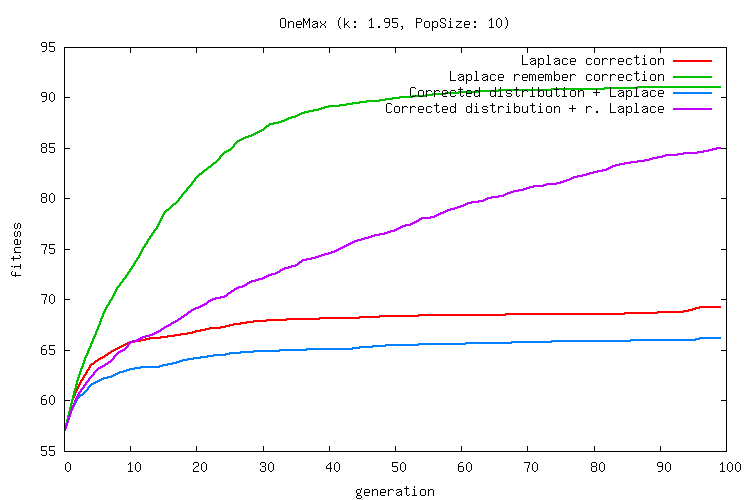 OneMax (k: 1.95, PopSize: 10)
95
Laplace correction
Laplace remember correction
90
Corrected distribution + Laplace
Corrected distribution + r. Laplace
85
80
75
fitness
70
65
60
55
0 10 20 30 40 50 60 70 80 90 100
generation